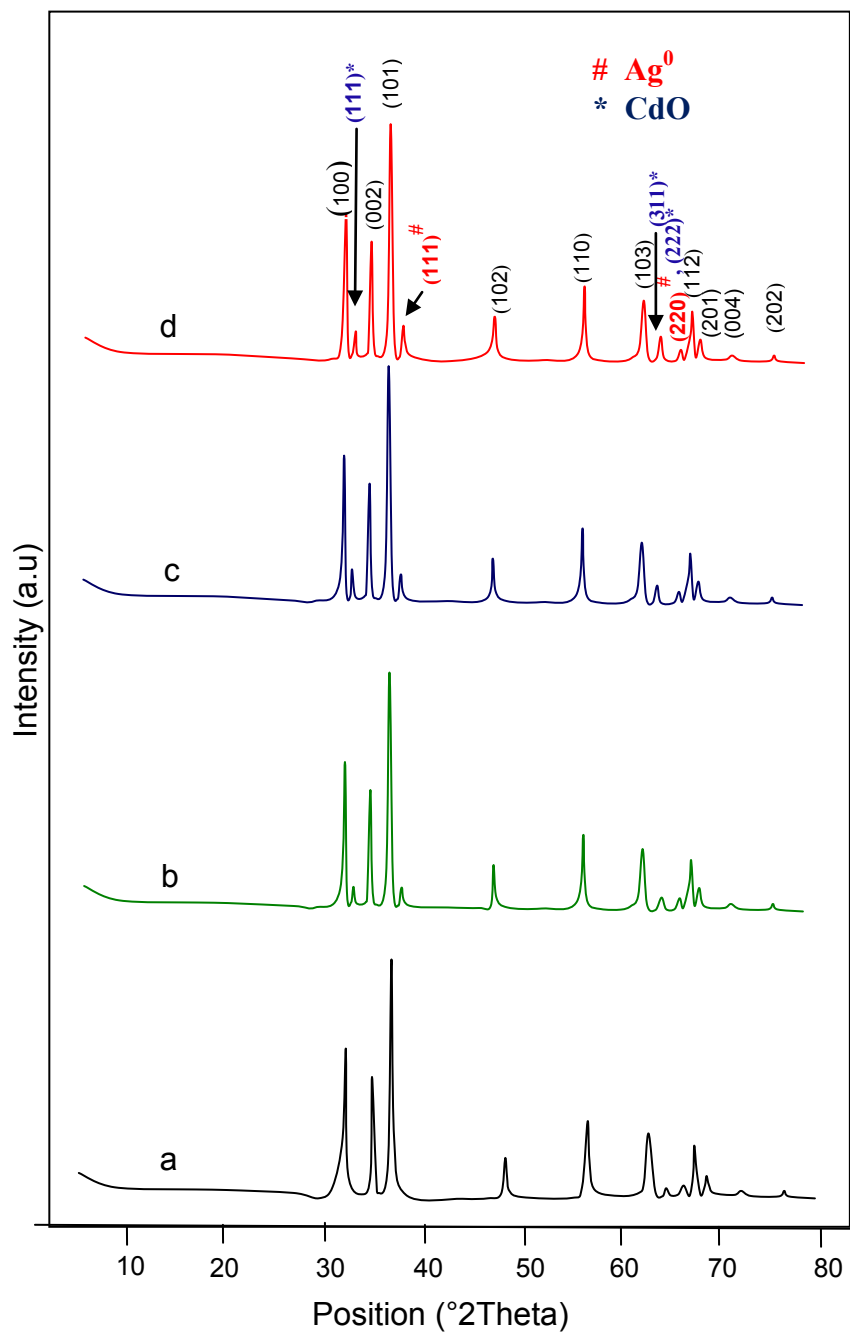 # Ag⁰
* CdO
(100)
(111)*
(002)
(101)
(111)#
(102)
(110)
(103)
(311)*
(220)#, (222)*
(112)
(201)
(004)
(202)
d
c
b
a
Intensity (a.u)
10 20 30 40 50 60 70 80
Position (°2Theta)